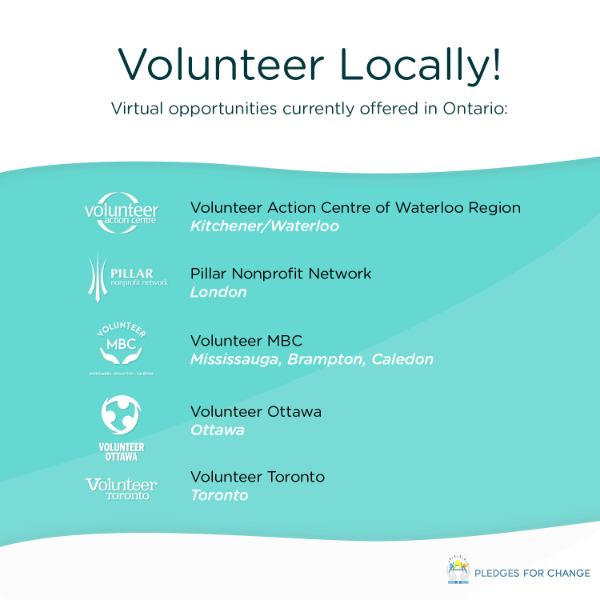 Volunteer Locally!
Virtual opportunities currently offered in Ontario:
volunteer
action centre
Volunteer Action Centre of Waterloo Region
Kitchener/Waterloo
PILLAR
nonprofit network
Pillar Nonprofit Network
London
VOLUNTEER
MBC
Volunteer MBC
Mississauga, Brampton, Caledon
VOLUNTEER
OTTAWA
Volunteer Ottawa
Ottawa
Volunteer
TORONTO
Volunteer Toronto
Toronto
PLEDGES FOR CHANGE